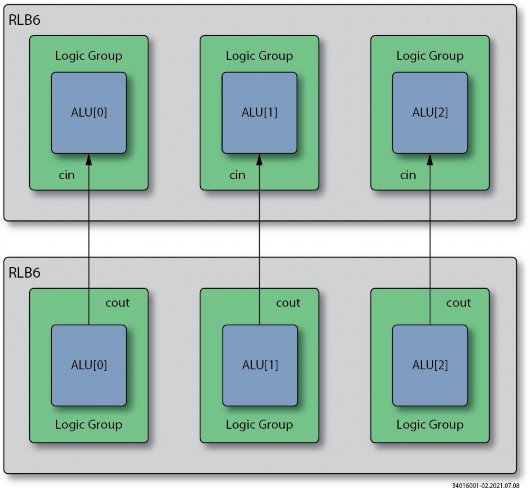 RLB6
Logic Group Logic Group Logic Group
ALU[0] ALU[1] ALU[2]
cin cin cin
RLB6
cout cout cout
ALU[0] ALU[1] ALU[2]
Logic Group Logic Group Logic Group
34016001-02.2021.07.08